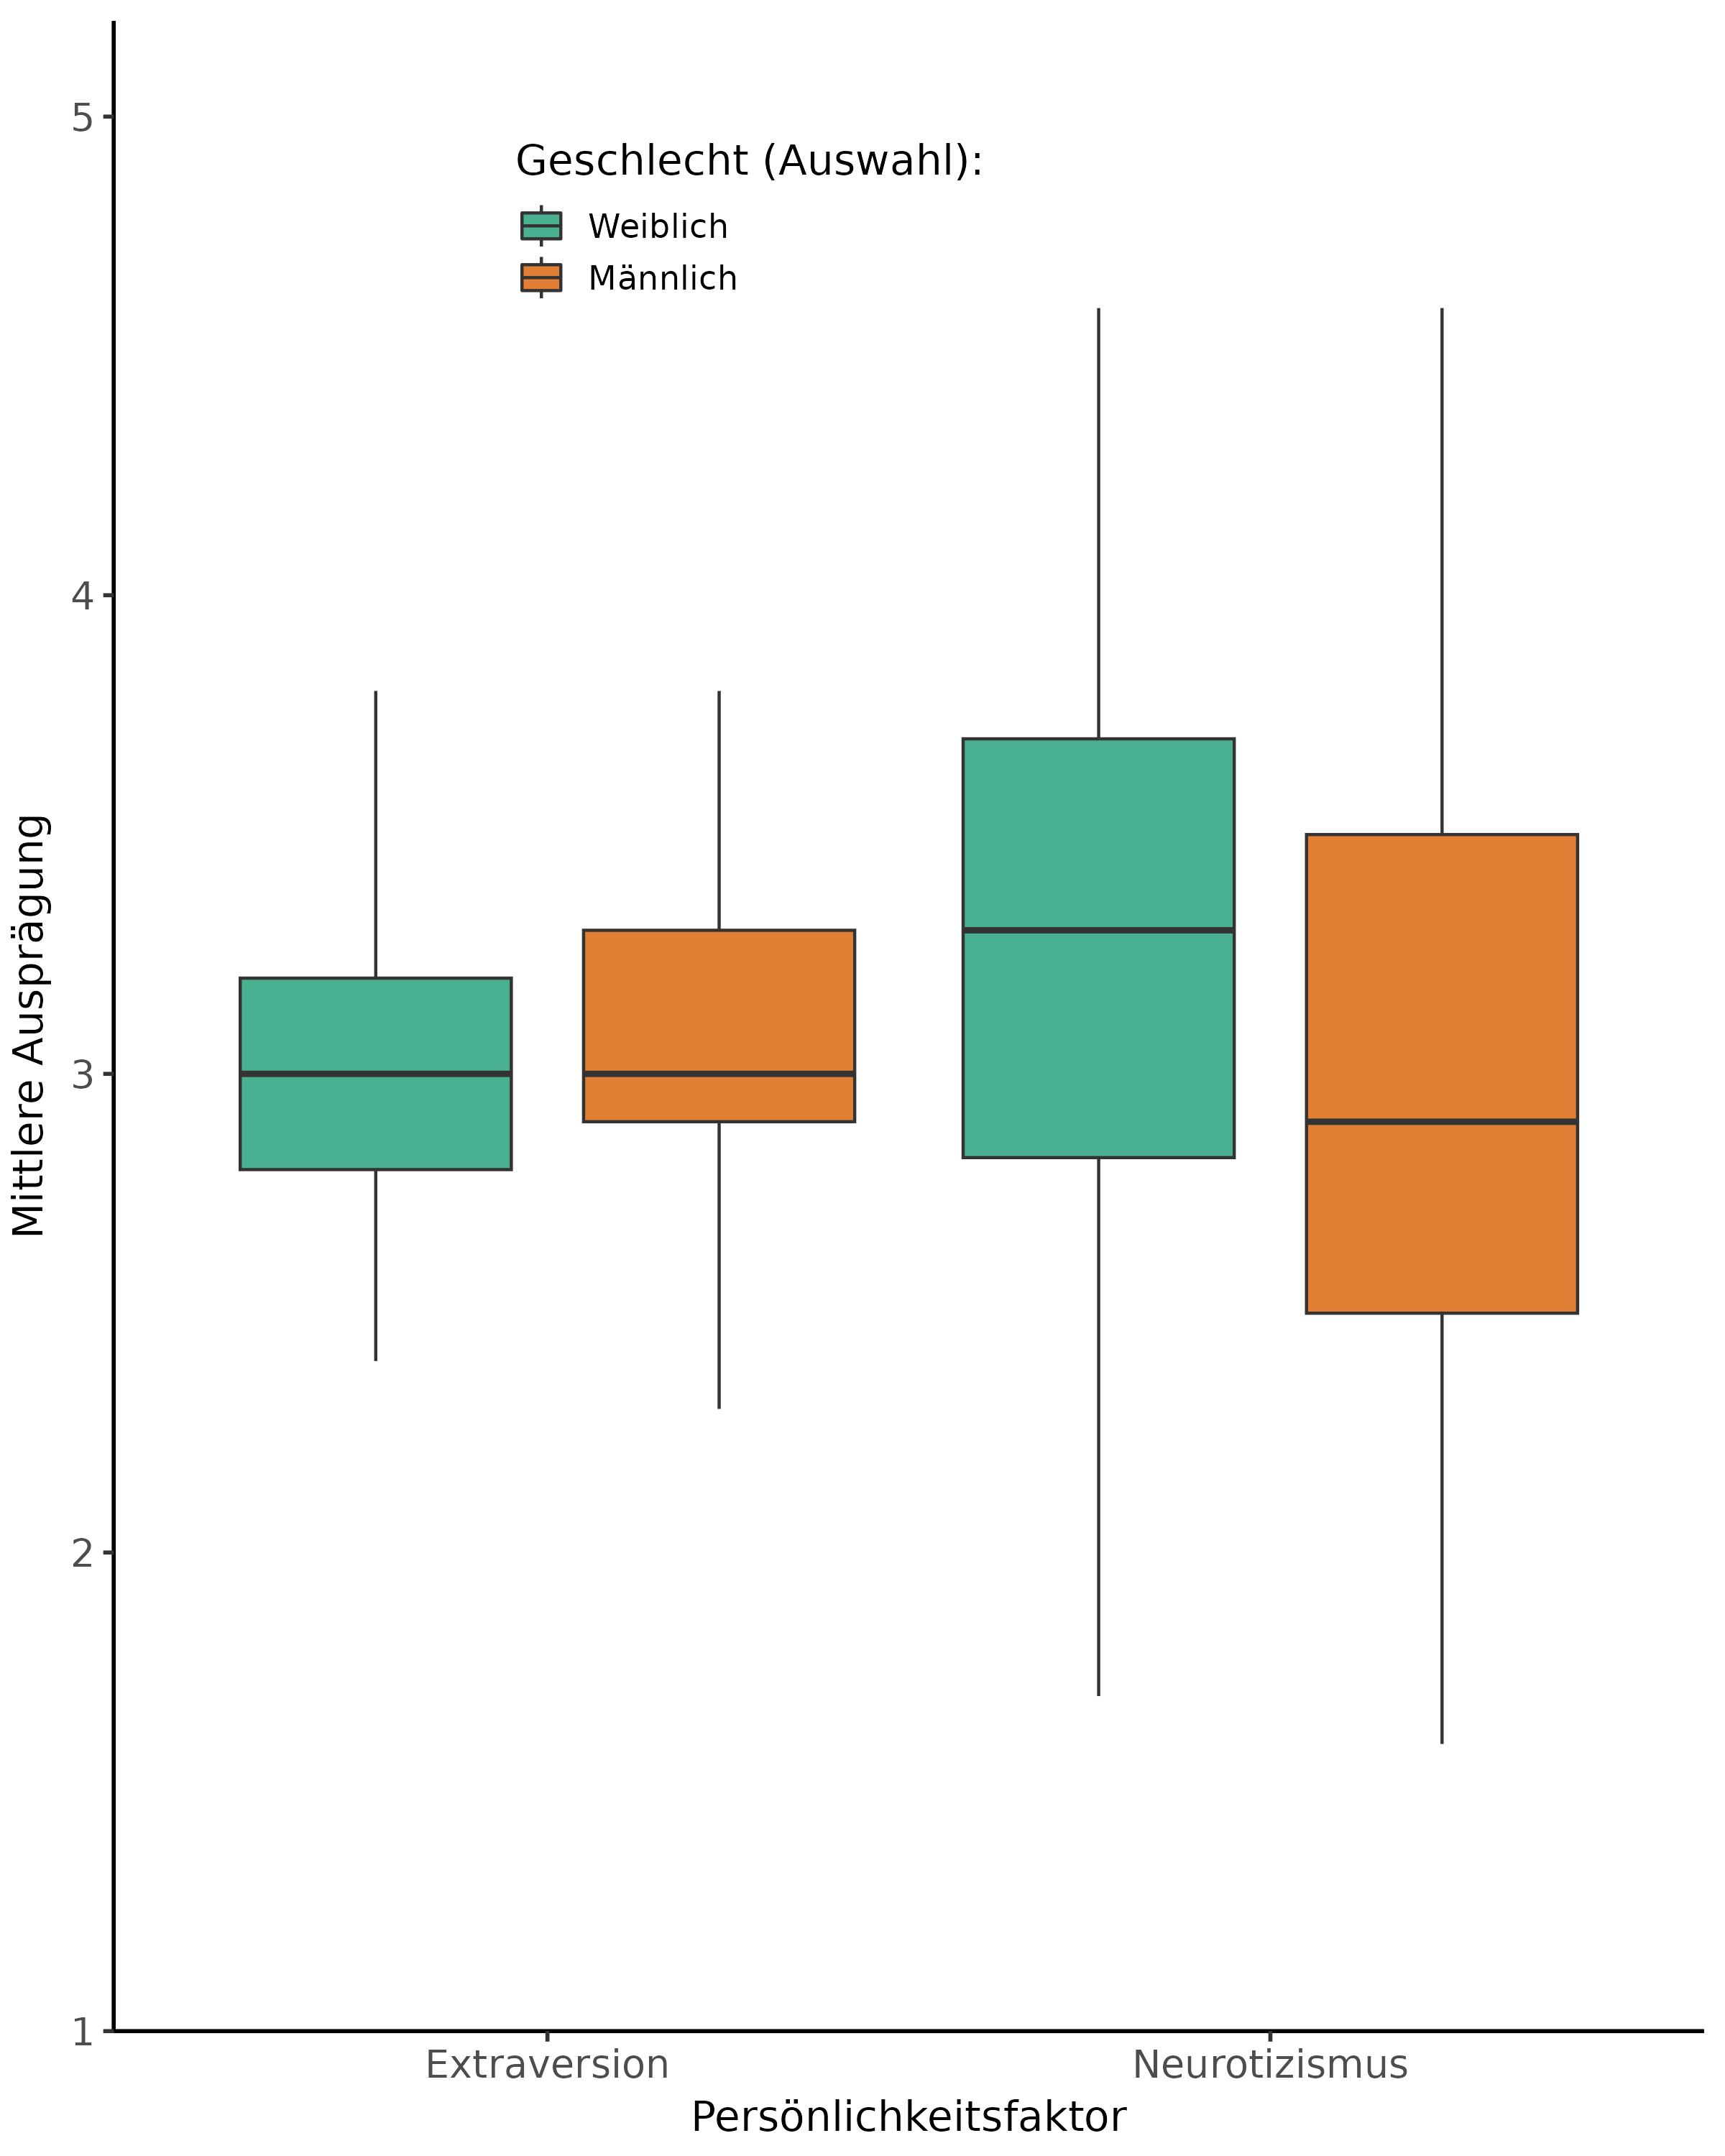 5
4
3
2
1
Mittlere Ausprägung
Geschlecht (Auswahl):
Weiblich
Männlich
Extraversion
Neurotizismus
Persönlichkeitsfaktor